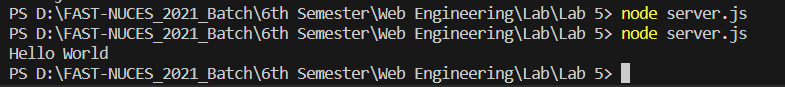 PS D:\FAST-NUCES_2021_Batch\6th Semester\Web Engineering\Lab\Lab 5> node server.js
PS D:\FAST-NUCES_2021_Batch\6th Semester\Web Engineering\Lab\Lab 5> node server.js
Hello World
PS D:\FAST-NUCES_2021_Batch\6th Semester\Web Engineering\Lab\Lab 5>